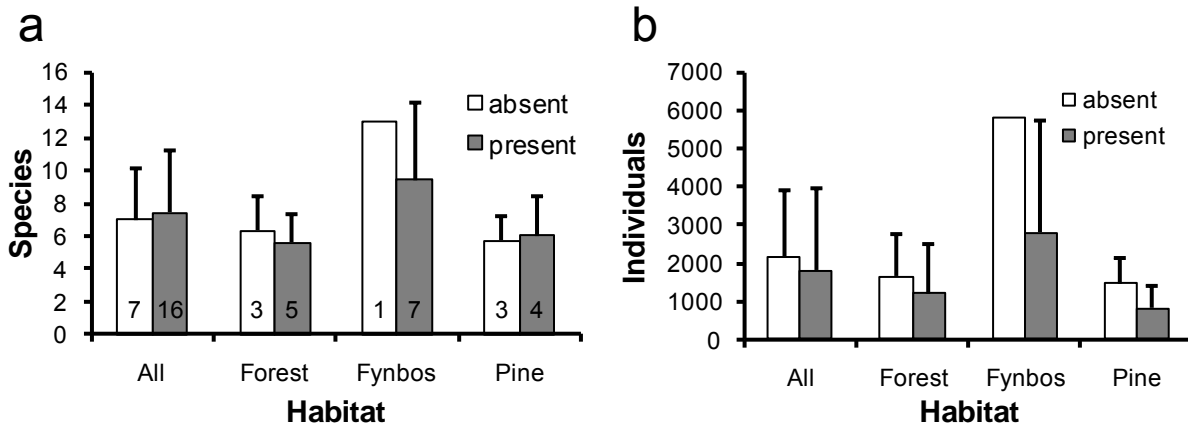 a
16
14
12
10
8
6
4
2
0
Species
absent
present
7 16 3 5 1 7 3 4
All Forest Fynbos Pine
Habitat
b
7000
6000
5000
4000
3000
2000
1000
0
Individuals
absent
present
All Forest Fynbos Pine
Habitat